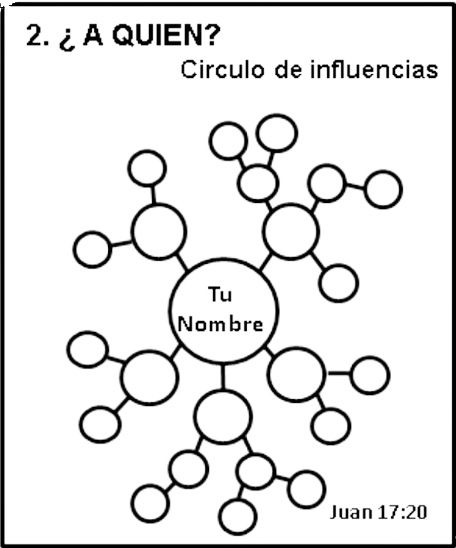 2. ¿ A QUIEN?
Circulo de influencias
Tu
Nombre
Juan 17:20